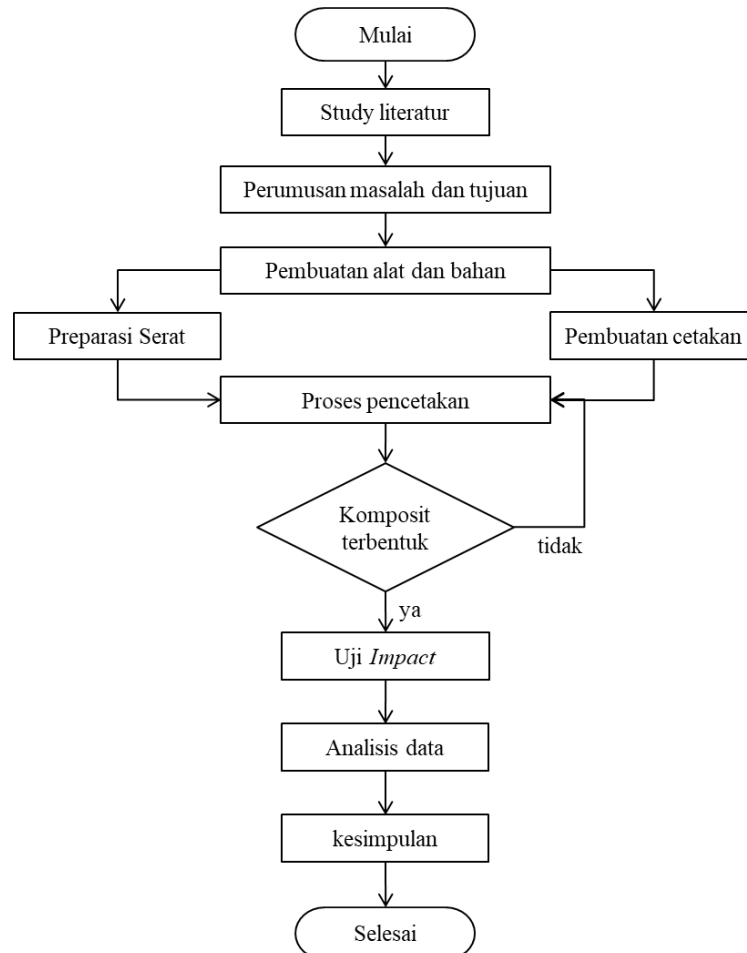 Mulai
Study literatur
Perumusan masalah dan tujuan
Pembuatan alat dan bahan
Preparasi Serat
Pembuatan cetakan
Proses pencetakan
Komposit
terbentuk
tidak
ya
Uji Impact
Analisis data
kesimpulan
Selesai